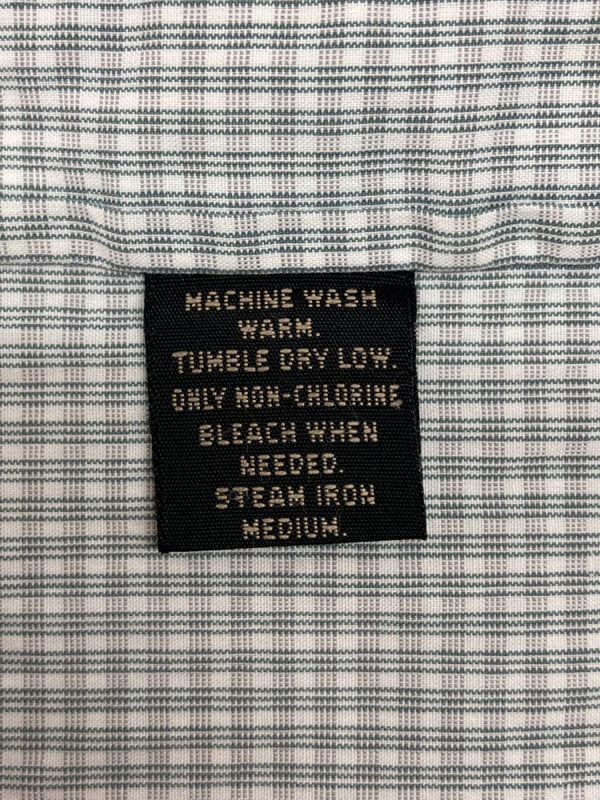 MACHINE WASH
WARM.
TUMBLE DRY LOW.
ONLY NON-CHLORINE
BLEACH WHEN
NEEDED.
STEAM IRON
MEDIUM.